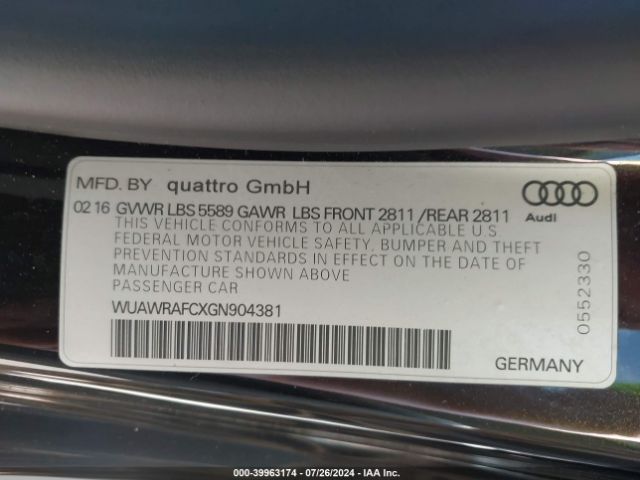 MFD. BY quattro GmbH
02 16 GVWR LBS 5589 GAWR LBS FRONT 2811 /REAR 2811
THIS VEHICLE CONFORMS TO ALL APPLICABLE U.S
FEDERAL MOTOR VEHICLE SAFETY, BUMPER AND THEFT
PREVENTION STANDARDS IN EFFECT ON THE DATE OF
MANUFACTURE SHOWN ABOVE
PASSENGER CAR
WUAWRAFCXGN904381
Audi
0552330
GERMANY
000-39963174 | 07/26/2024 - IAA Inc.